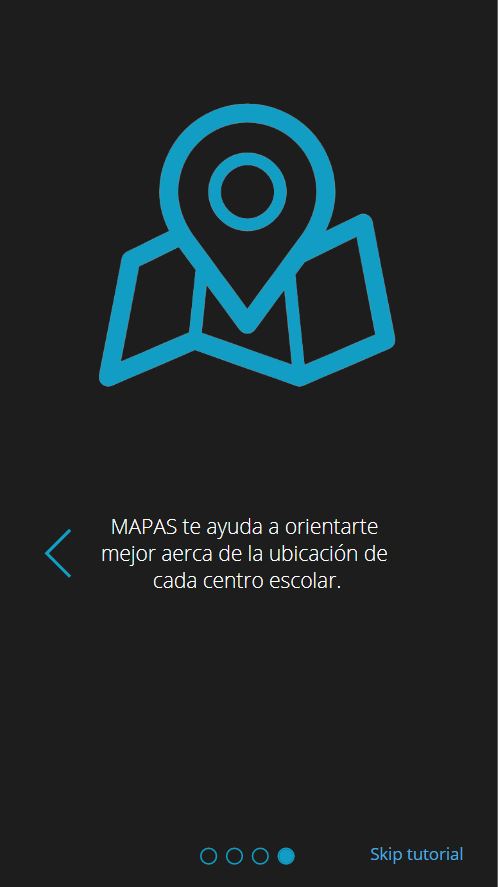 MAPAS te ayuda a orientarte
mejor aerca de la ubicación de
cada centro escolar.
Skip tutorial